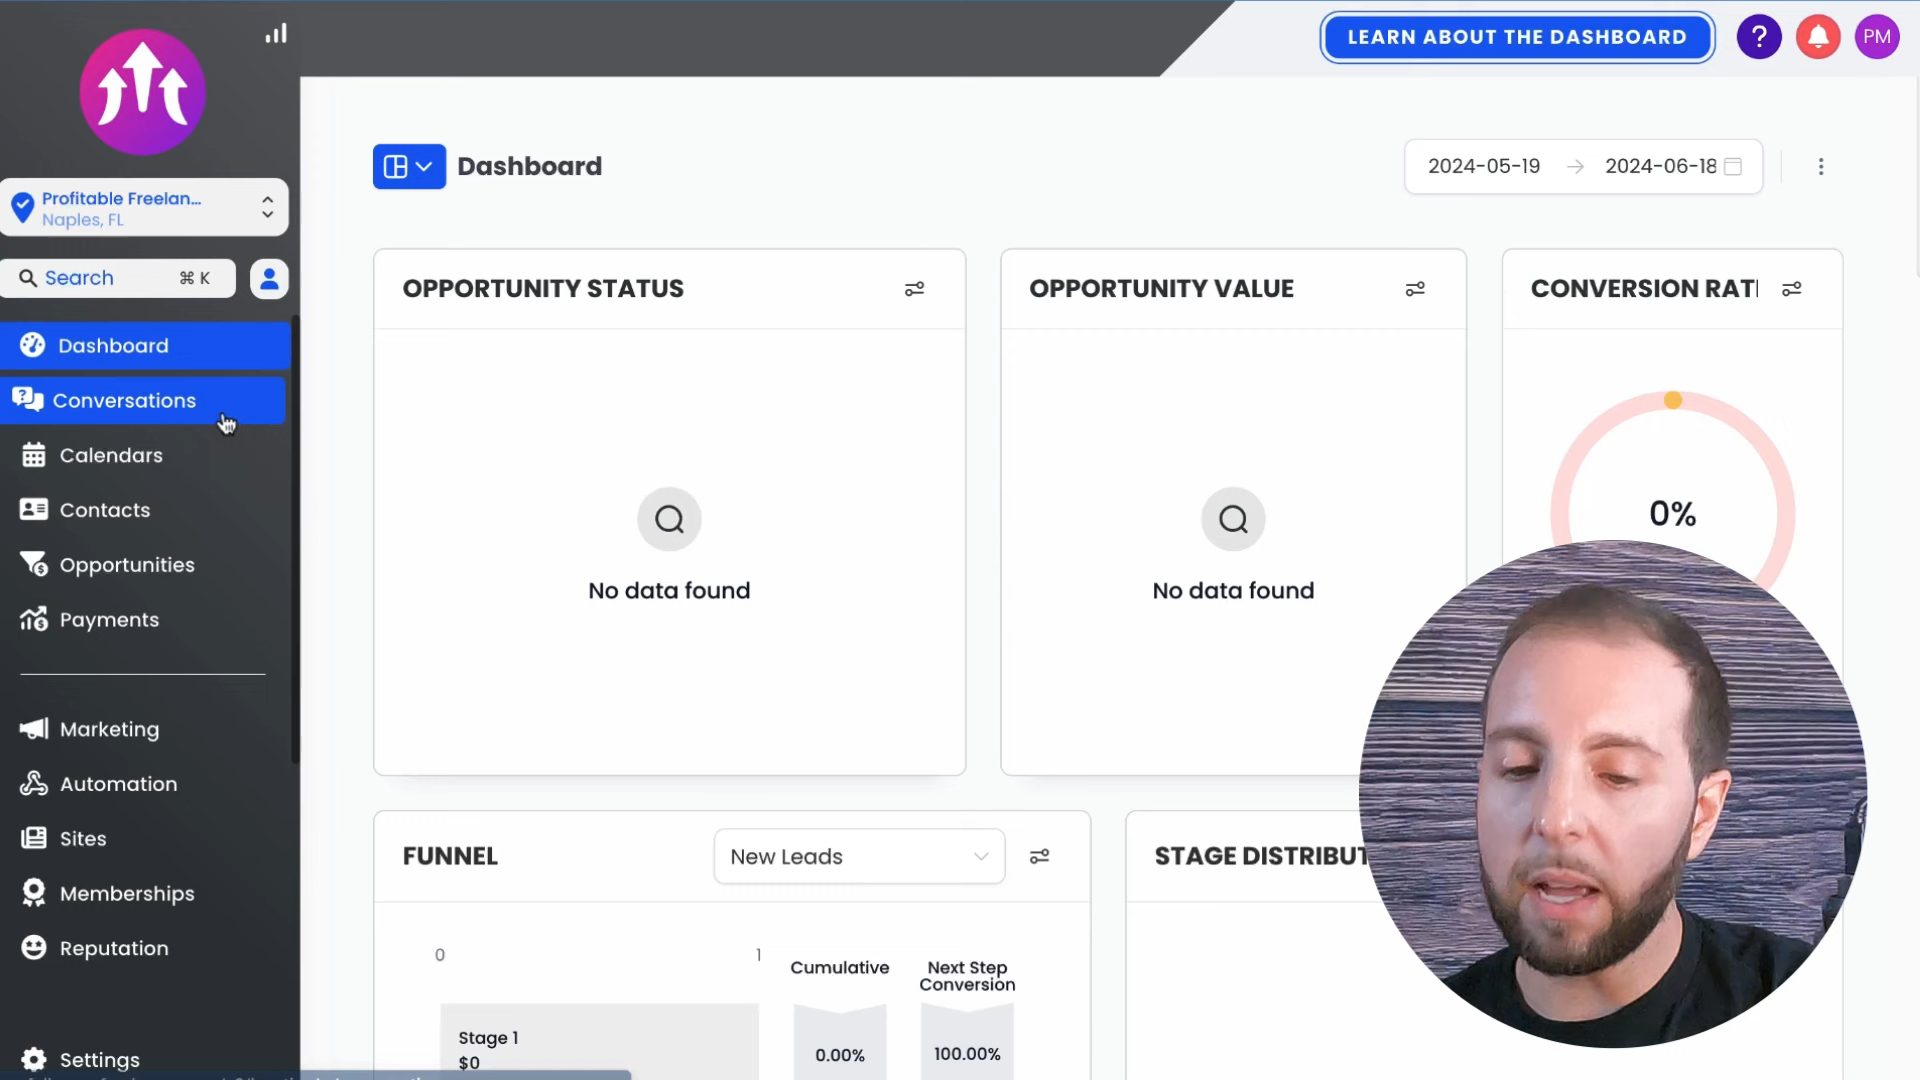 LEARN ABOUT THE DASHBOARD
?
PM
Profitable Freelan...
Naples, FL
Search ⌘ K
Dashboard
Conversations
Calendars
Contacts
Opportunities
Payments
Marketing
Automation
Sites
Memberships
Reputation
Settings
Dashboard
2024-05-19 → 2024-06-18
OPPORTUNITY STATUS
No data found
OPPORTUNITY VALUE
No data found
CONVERSION RAT
0%
FUNNEL
New Leads
0 1
Cumulative
Next Step
Conversion
Stage 1
$0
0.00%
100.00%
STAGE DISTRIBUT